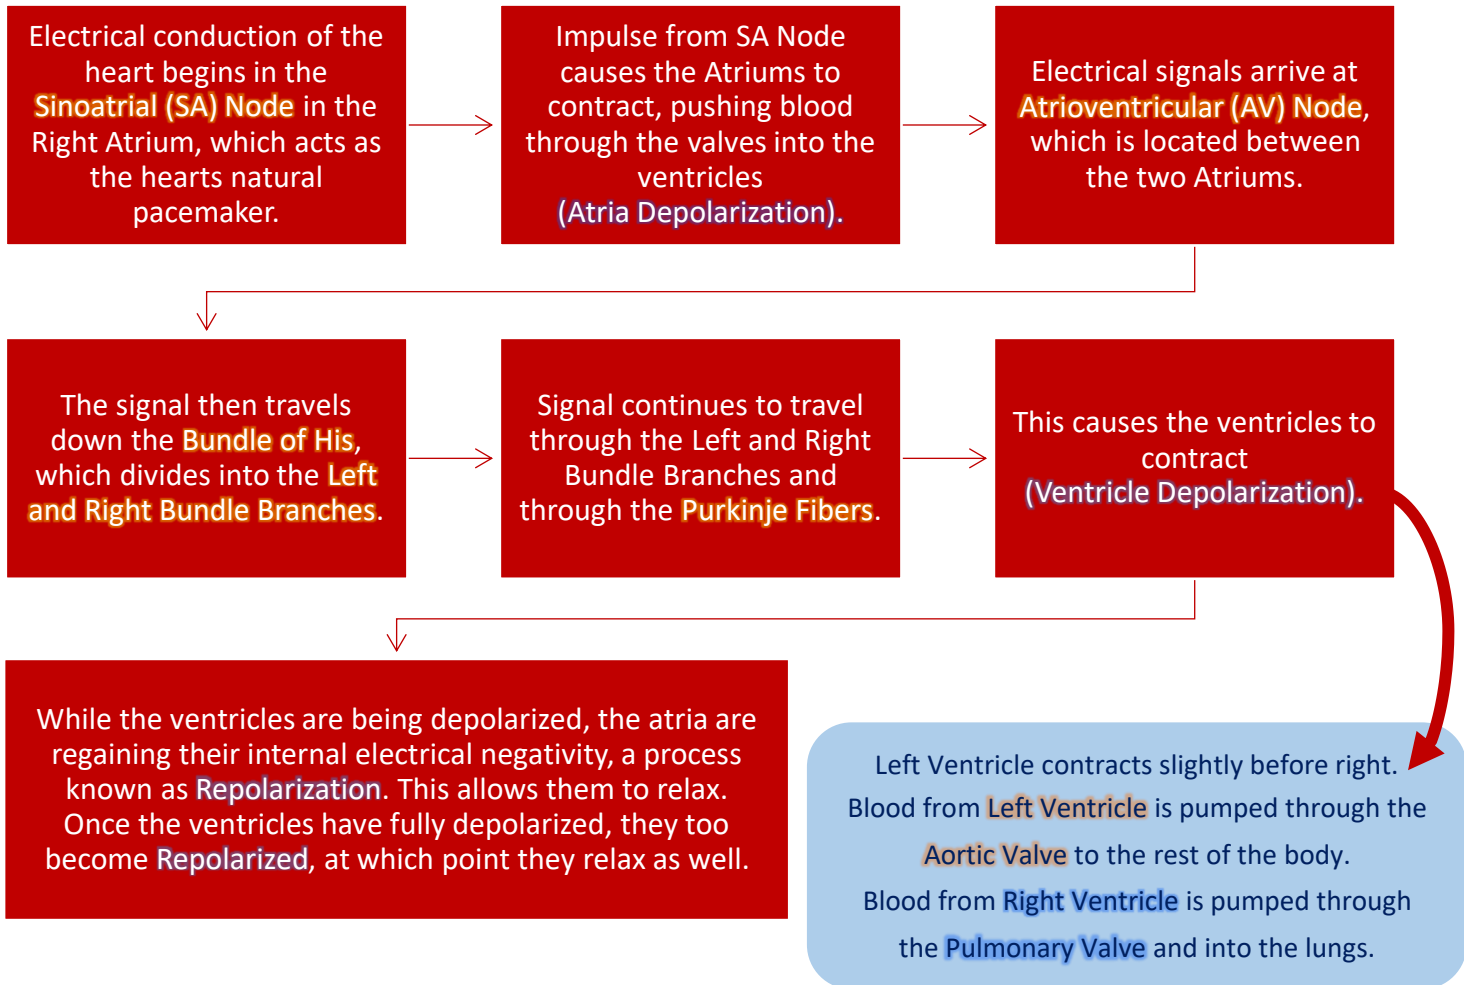 Electrical conduction of the
heart begins in the
Sinoatrial (SA) Node in the
Right Atrium, which acts as
the hearts natural
pacemaker.
Impulse from SA Node
causes the Atriums to
contract, pushing blood
through the valves into the
ventricles
(Atria Depolarization).
Electrical signals arrive at
Atrioventricular (AV) Node,
which is located between
the two Atriums.
The signal then travels
down the Bundle of His,
which divides into the Left
and Right Bundle Branches.
Signal continues to travel
through the Left and Right
Bundle Branches and
through the Purkinje Fibers.
This causes the ventricles to
contract
(Ventricle Depolarization).
While the ventricles are being depolarized, the atria are
regaining their internal electrical negativity, a process
known as Repolarization. This allows them to relax.
Once the ventricles have fully depolarized, they too
become Repolarized, at which point they relax as well.
Left Ventricle contracts slightly before right.
Blood from Left Ventricle is pumped through the
Aortic Valve to the rest of the body.
Blood from Right Ventricle is pumped through
the Pulmonary Valve and into the lungs.